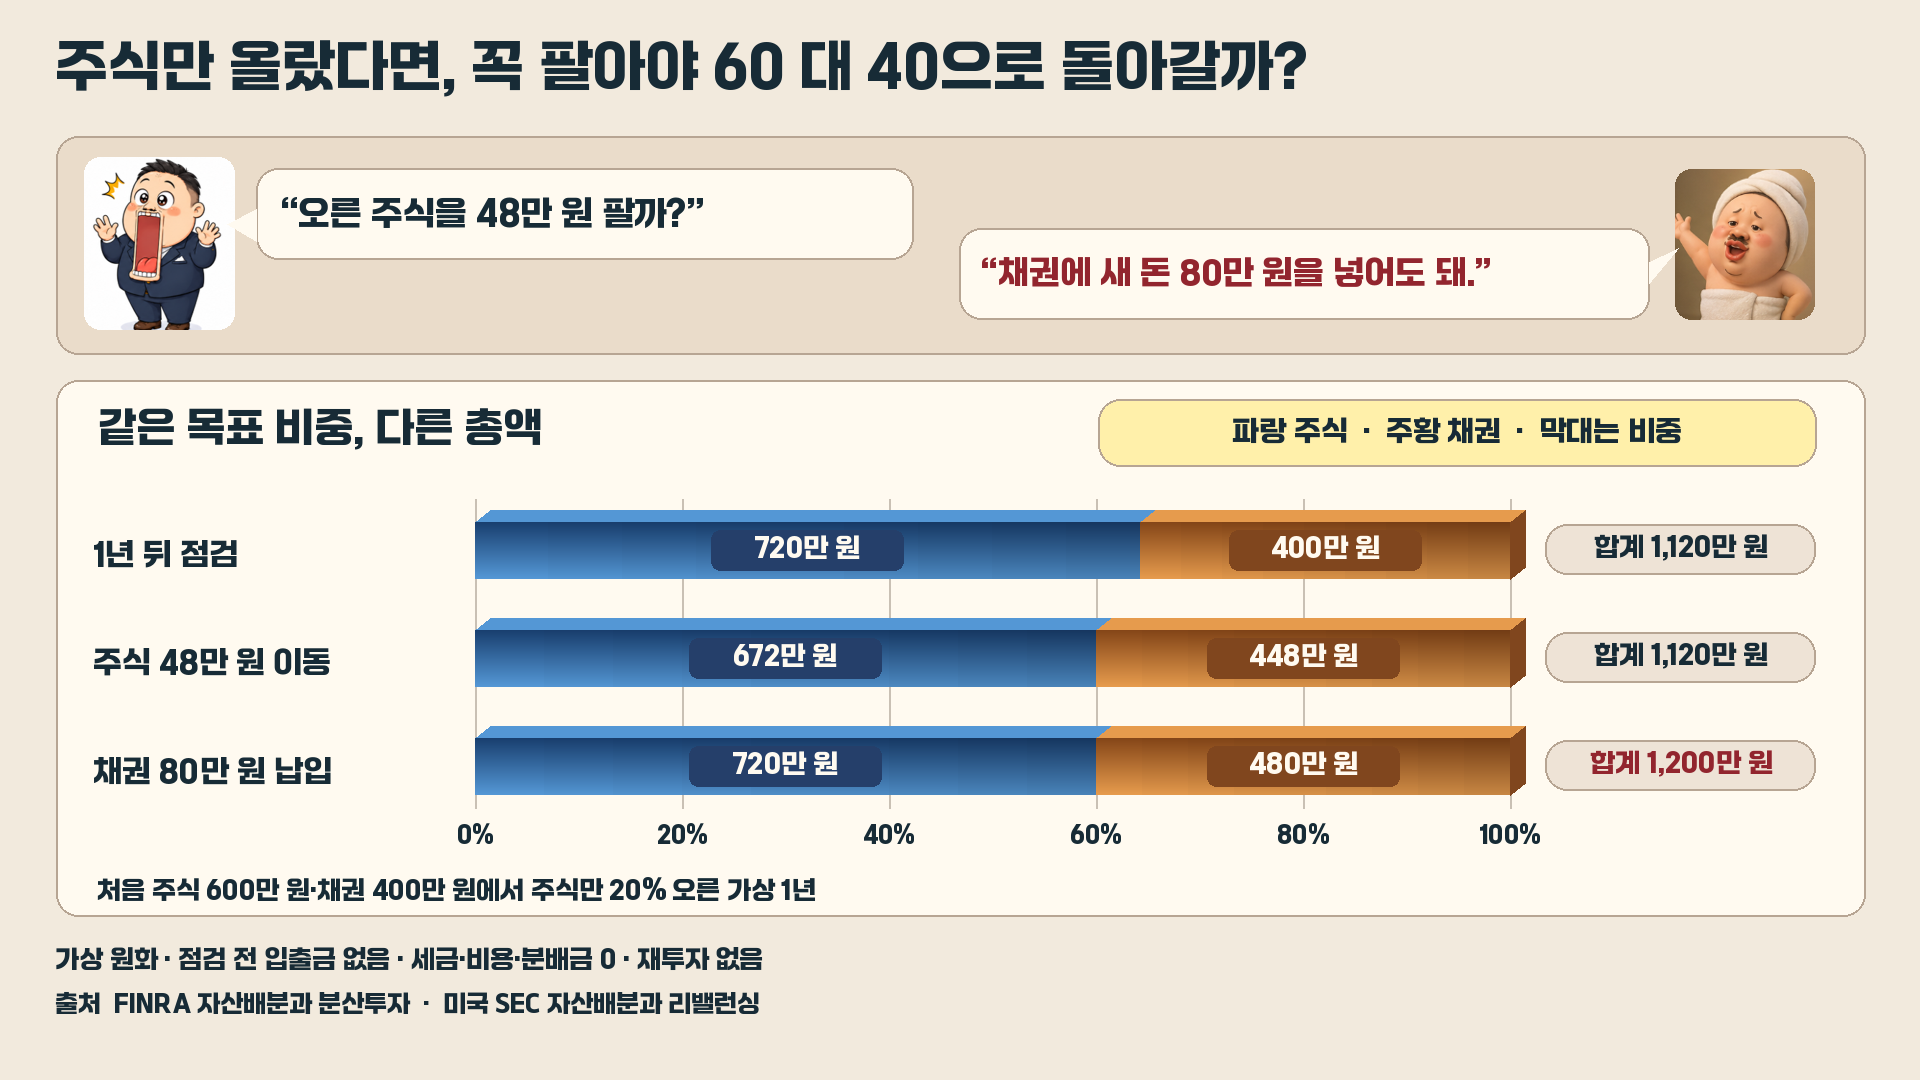 주식만 올랐다면, 꼭 팔아야 60 대 40으로 돌아갈까?
“오른 주식을 48만 원 팔까?”
“채권에 새 돈 80만 원을 넣어도 돼.”
같은 목표 비중, 다른 총액
파랑 주식 · 주황 채권 · 막대는 비중
1년 뒤 점검
720만 원
400만 원
합계 1,120만 원
주식 48만 원 이동
672만 원
448만 원
합계 1,120만 원
채권 80만 원 납입
720만 원
480만 원
합계 1,200만 원
0%
20%
40%
60%
80%
100%
처음 주식 600만 원·채권 400만 원에서 주식만 20% 오른 가상 1년
가상 원화 · 점검 전 입출금 없음 · 세금·비용·분배금 0 · 재투자 없음
출처 FINRA 자산배분과 분산투자 · 미국 SEC 자산배분과 리밸런싱